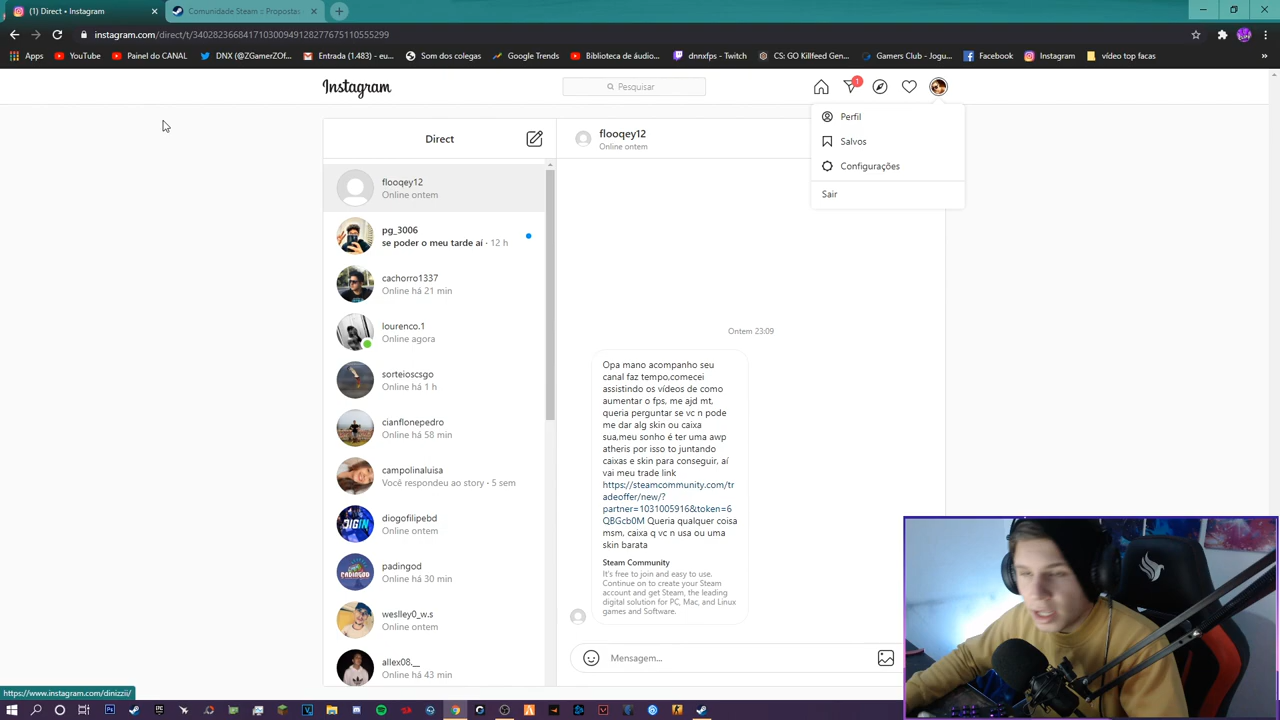 (1) Direct • Instagram
Comunidade Steam :: Propostas
instagram.com/direct/t/340282366841710300949128277675110555299
Apps
YouTube
Painel do CANAL
DNX (@ZGamerZOf...
Entrada (1.483) - eu...
Som dos computado...
Google Trends
Biblioteca de áudio...
dnnxfps - Twitch
CS: GO Killfeed Gen...
Gamers Club - Jogu...
Facebook
Instagram
vídeo top facas
Instagram
Pesquisar
1
Perfil
Salvos
Configurações
Sair
Direct
flooqey12
Online ontem
flooqey12
Online ontem
pg_3006
se poder o meu tarde aí · 12 h
cachorro1337
Online há 21 min
lourenco.1
Online agora
sorteioscsgo
Online há 1 h
cianflonepedro
Online há 58 min
campolinaluisa
Você respondeu ao story · 5 sem
diogofilipebd
Online ontem
padingod
Online há 30 min
weslley0_w.s
Online ontem
allex08.__
Online há 43 min
Ontem 23:09
Opa mano acompanho seu
canal faz tempo,comecei
assistindo os vídeos de como
aumentar o fps, me ajd mt,
queria perguntar se vc n pode
me dar alg skin ou caixa
sua,meu sonho é ter uma awp
atheris por isso to juntando
caixas e skin para conseguir, aí
vai meu trade link
https://steamcommunity.com/tr
adeoffer/new/?
partner=1031005916&token=6
QBGcb0M Queria qualquer coisa
msm, caixa q vc n usa ou uma
skin barata
Steam Community
It's free to join and easy to use.
Continue on to create your Steam
account and get Steam, the leading
digital solution for PC, Mac, and Linux
games and Software.
Mensagem...
https://www.instagram.com/dinizzii/